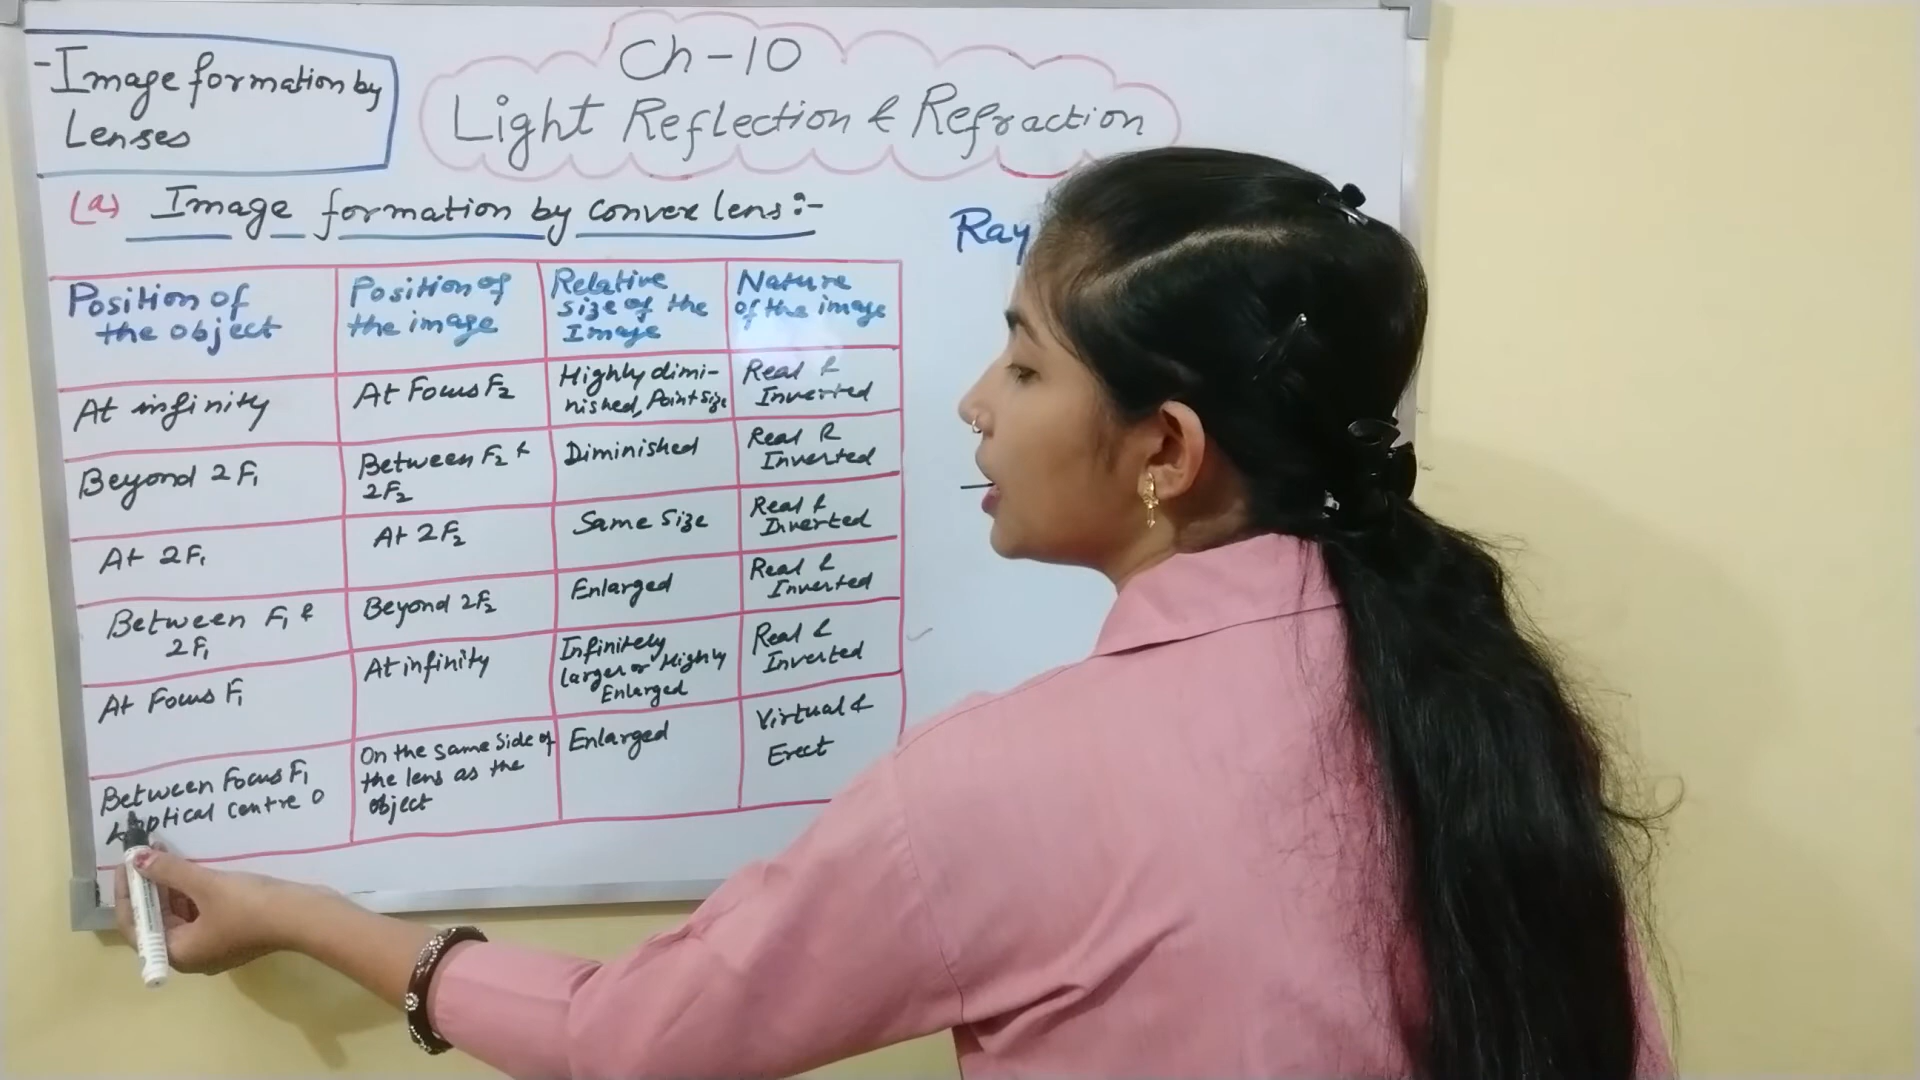 -Image formation by
Lenses
Ch-10
Light Reflection & Refraction
(a) Image formation by convex lens:-
Ray
Position of
the object
Position of
the image
Relative
size of the
Image
Nature
of the image
At infinity
At Focus F2
Highly dimi-
nished, Point size
Real &
Inverted
Beyond 2F1
Between F2 &
2F2
Diminished
Real &
Inverted
At 2F1
At 2F2
Same size
Real &
Inverted
Between F1 &
2F1
Beyond 2F2
Enlarged
Real &
Inverted
At Focus F1
At infinity
Infinitely
larger or Highly
Enlarged
Real &
Inverted
Between Focus F1
& optical centre O
On the same side of
the lens as the
object
Enlarged
Virtual &
Erect